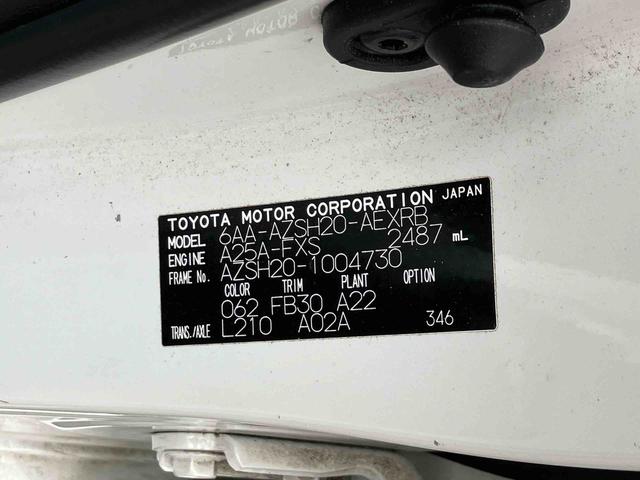 TOYOTA MOTOR CORPORATION JAPAN
MODEL 6AA-AZSH20-AEXRB
ENGINE A25A-FXS 2487 mL
FRAME No. AZSH20-1004730
COLOR TRIM PLANT OPTION
062 FB30 A22
TRANS./AXLE L210 A02A 346